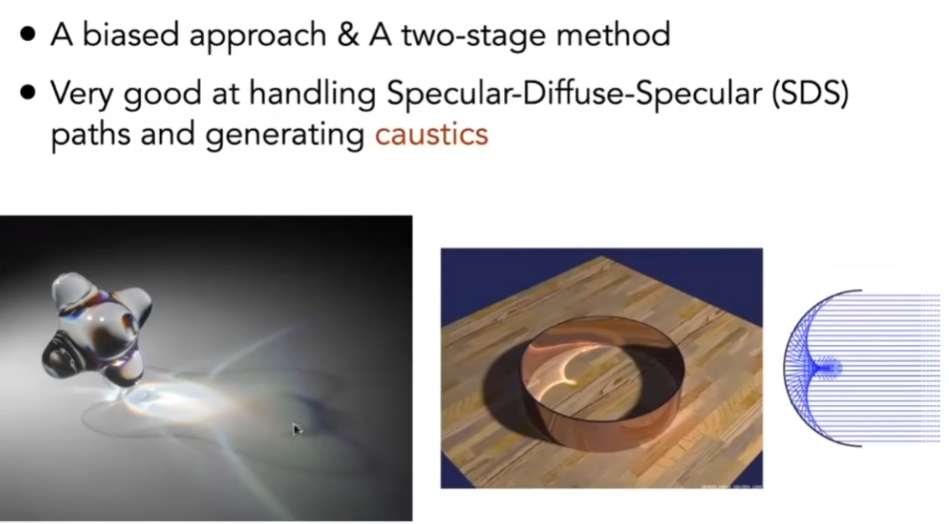 • A biased approach & A two-stage method
• Very good at handling Specular-Diffuse-Specular (SDS)
paths and generating caustics